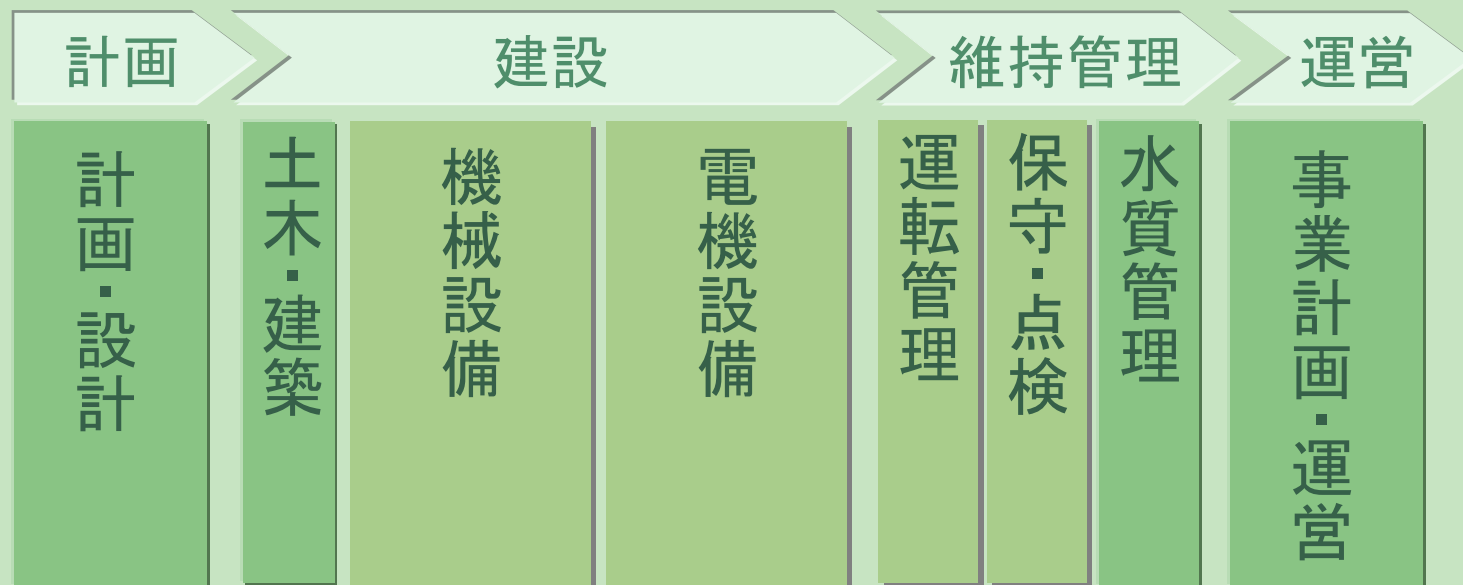 計画
建設
維持管理
運営
計画・設計
土木・建築
機械設備
電機設備
運転管理
保守・点検
水質管理
事業計画・運営